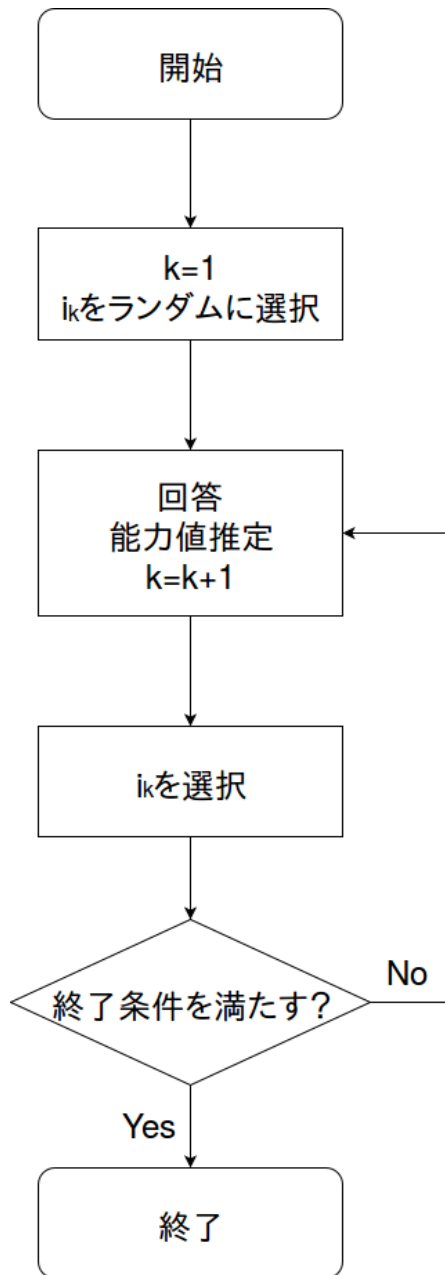 開始
k=1
iₖをランダムに選択
回答
能力値推定
k=k+1
iₖを選択
終了条件を満たす？
No
Yes
終了